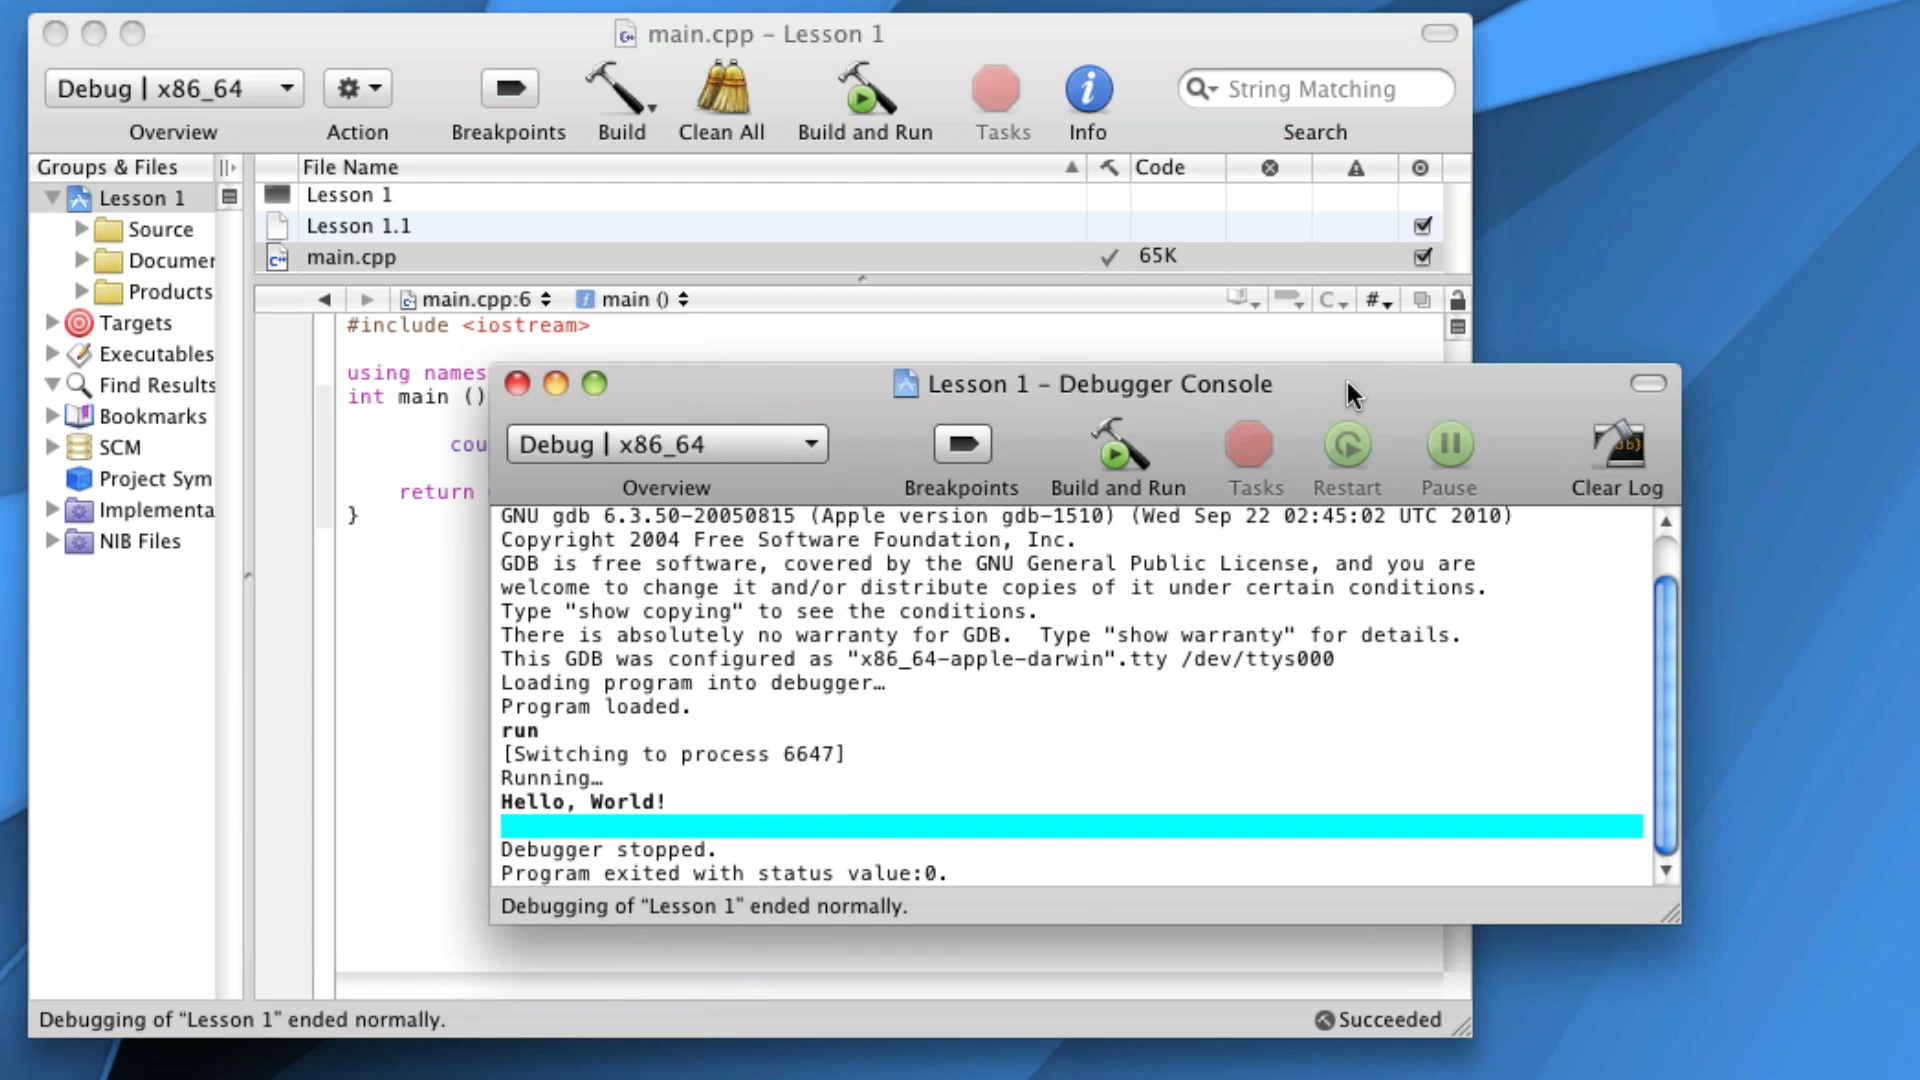 main.cpp – Lesson 1
Debug | x86_64
Overview
Action
Breakpoints
Build
Clean All
Build and Run
Tasks
Info
String Matching
Search
Groups & Files
File Name
Code
Lesson 1
Source
Documen
Products
Targets
Executables
Find Results
Bookmarks
SCM
Project Sym
Implementa
NIB Files
Lesson 1
Lesson 1.1
main.cpp
65K
main.cpp:6
main ()
C
#
#include <iostream>
using names
int main ()
cou
return
}
Lesson 1 – Debugger Console
Debug | x86_64
Overview
Breakpoints
Build and Run
Tasks
Restart
Pause
Clear Log
GNU gdb 6.3.50-20050815 (Apple version gdb-1510) (Wed Sep 22 02:45:02 UTC 2010)
Copyright 2004 Free Software Foundation, Inc.
GDB is free software, covered by the GNU General Public License, and you are
welcome to change it and/or distribute copies of it under certain conditions.
Type "show copying" to see the conditions.
There is absolutely no warranty for GDB.  Type "show warranty" for details.
This GDB was configured as "x86_64-apple-darwin".tty /dev/ttys000
Loading program into debugger…
Program loaded.
run
[Switching to process 6647]
Running…
Hello, World!
Debugger stopped.
Program exited with status value:0.
Debugging of “Lesson 1” ended normally.
Debugging of “Lesson 1” ended normally.
Succeeded